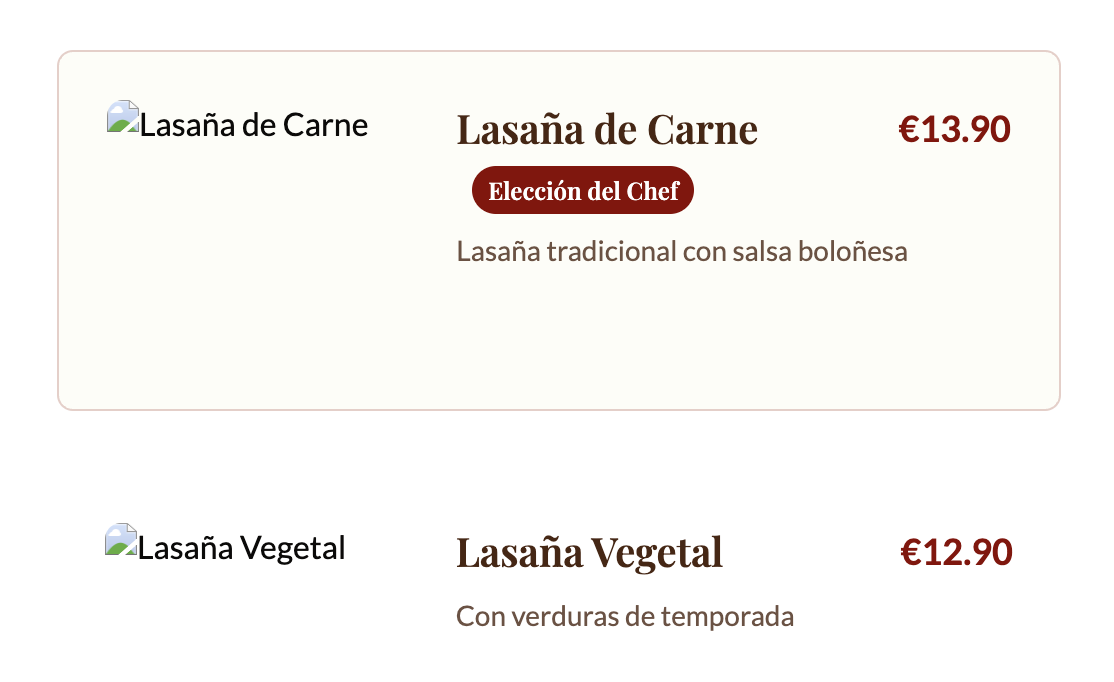 Lasaña de Carne
Lasaña de Carne
€13.90
Elección del Chef
Lasaña tradicional con salsa boloñesa
Lasaña Vegetal
Lasaña Vegetal
€12.90
Con verduras de temporada